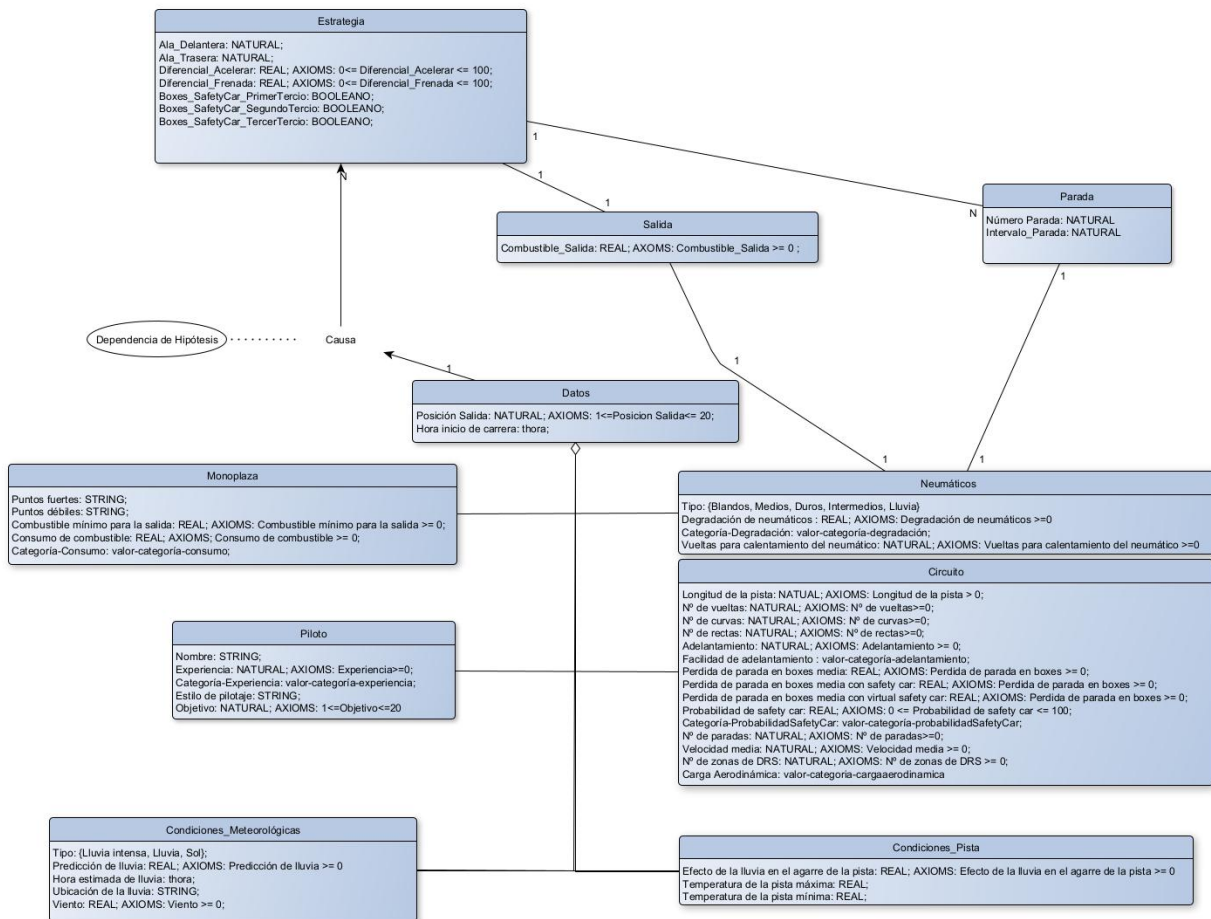 Estrategia
Ala_Delantera: NATURAL;
Ala_Trasera: NATURAL;
Diferencial_Acelerar: REAL; AXIOMS: 0<= Diferencial_Acelerar <= 100;
Diferencial_Frenada: REAL; AXIOMS: 0<= Diferencial_Frenada <= 100;
Boxes_SafetyCar_PrimerTercio: BOOLEANO;
Boxes_SafetyCar_SegundoTercio: BOOLEANO;
Boxes_SafetyCar_TercerTercio: BOOLEANO;
1
1
N
1
N
Parada
Número Parada: NATURAL
Intervalo_Parada: NATURAL
1
Salida
Combustible_Salida: REAL; AXOMS: Combustible_Salida >= 0 ;
1
1
Dependencia de Hipótesis
Causa
1
Datos
Posición Salida: NATURAL; AXIOMS: 1<=Posicion Salida<= 20;
Hora inicio de carrera: thora;
1
1
Monoplaza
Puntos fuertes: STRING;
Puntos débiles: STRING;
Combustible mínimo para la salida: REAL; AXIOMS: Combustible mínimo para la salida >= 0;
Consumo de combustible: REAL; AXIOMS; Consumo de combustible >= 0;
Categoría-Consumo: valor-categoría-consumo;
Neumáticos
Tipo: {Blandos, Medios, Duros, Intermedios, Lluvia}
Degradación de neumáticos : REAL; AXIOMS: Degradación de neumáticos >=0
Categoría-Degradación: valor-categoría-degradación;
Vueltas para calentamiento del neumático: NATURAL; AXIOMS: Vueltas para calentamiento del neumático >=0
Circuito
Longitud de la pista: NATUAL; AXIOMS: Longitud de la pista > 0;
Nº de vueltas: NATURAL; AXIOMS: Nº de vueltas>=0;
Nº de curvas: NATURAL; AXIOMS: Nº de curvas>=0;
Nº de rectas: NATURAL; AXIOMS: Nº de rectas>=0;
Adelantamiento: NATURAL; AXIOMS: Adelantamiento >= 0;
Facilidad de adelantamiento : valor-categoría-adelantamiento;
Perdida de parada en boxes media: REAL; AXIOMS: Perdida de parada en boxes >= 0;
Perdida de parada en boxes media con safety car: REAL; AXIOMS: Perdida de parada en boxes >= 0;
Perdida de parada en boxes media con virtual safety car: REAL; AXIOMS: Perdida de parada en boxes >= 0;
Probabilidad de safety car: REAL; AXIOMS: 0 <= Probabilidad de safety car <= 100;
Categoría-ProbabilidadSafetyCar: valor-categoría-probabilidadSafetyCar;
Nº de paradas: NATURAL; AXIOMS: Nº de paradas>=0;
Velocidad media: NATURAL; AXIOMS: Velocidad media >= 0;
Nº de zonas de DRS: NATURAL; AXIOMS: Nº de zonas de DRS >= 0;
Carga Aerodinámica: valor-categoria-cargaaerodinamica
Piloto
Nombre: STRING;
Experiencia: NATURAL; AXIOMS: Experiencia>=0;
Categoría-Experiencia: valor-categoría-experiencia;
Estilo de pilotaje: STRING;
Objetivo: NATURAL; AXIOMS: 1<=Objetivo<=20
Condiciones_Meteorológicas
Tipo: {Lluvia intensa, Lluvia, Sol};
Predicción de lluvia: REAL; AXIOMS: Predicción de lluvia >= 0
Hora estimada de lluvia: thora;
Ubicación de la lluvia: STRING;
Viento: REAL; AXIOMS: Viento >= 0;
Condiciones_Pista
Efecto de la lluvia en el agarre de la pista: REAL; AXIOMS: Efecto de la lluvia en el agarre de la pista >= 0
Temperatura de la pista máxima: REAL;
Temperatura de la pista mínima: REAL;